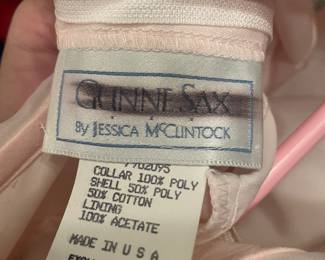 GUNNE SAX
BY JESSICA McCLINTOCK
COLLAR 100% POLY
SHELL 50% POLY
50% COTTON
LINING
100% ACETATE
MADE IN U S A